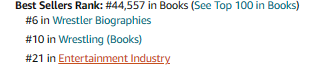 Best Sellers Rank: #44,557 in Books (See Top 100 in Books)
#6 in Wrestler Biographies
#10 in Wrestling (Books)
#21 in Entertainment Industry